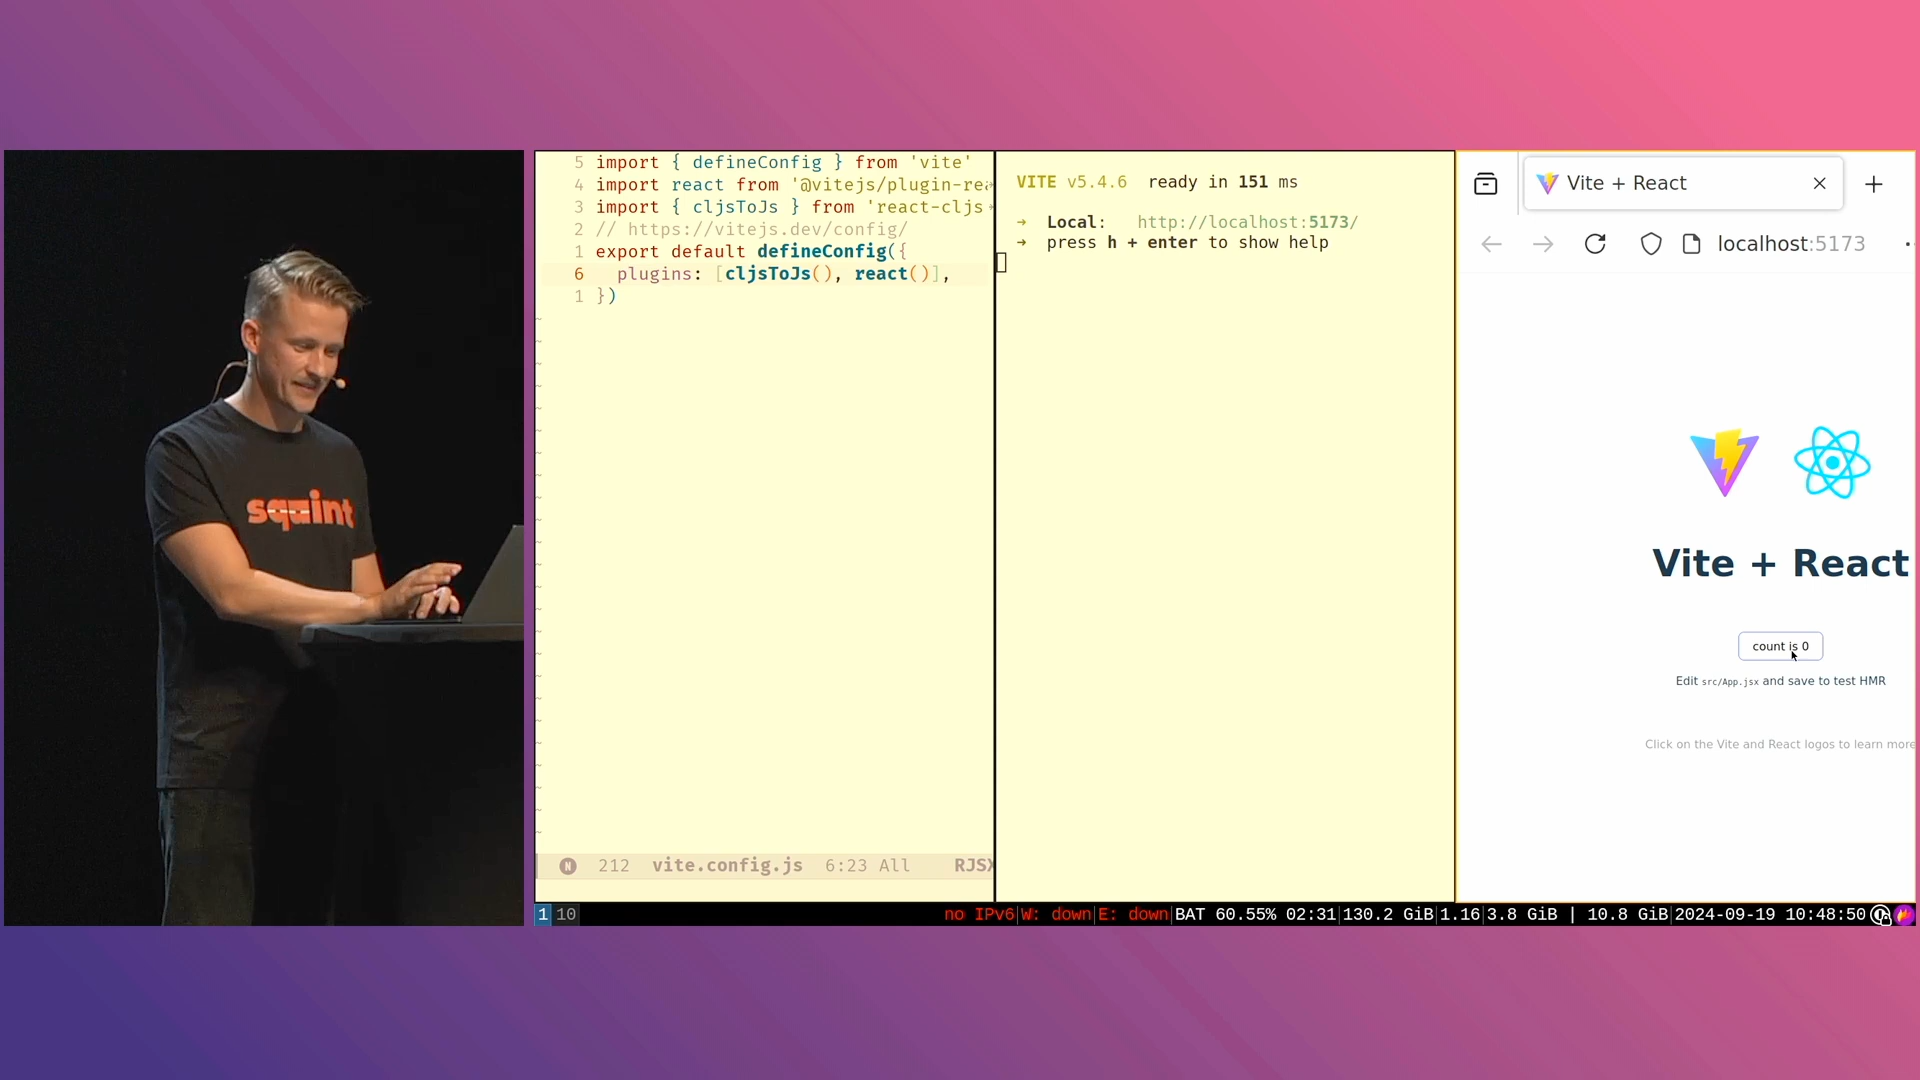 squint
5 import { defineConfig } from 'vite'
4 import react from '@vitejs/plugin-rea
3 import { cljsToJs } from 'react-cljs
2 // https://vitejs.dev/config/
1 export default defineConfig({
6 plugins: [cljsToJs(), react()],
1 })
N 212 vite.config.js 6:23 All RJSX
VITE v5.4.6 ready in 151 ms
➜ Local: http://localhost:5173/
➜ press h + enter to show help
Vite + React
localhost:5173
Vite + React
count is 0
Edit src/App.jsx and save to test HMR
Click on the Vite and React logos to learn more
1 10
no IPv6|W: down|E: down|BAT 60.55% 02:31|130.2 GiB|1.16|3.8 GiB | 10.8 GiB|2024-09-19 10:48:50